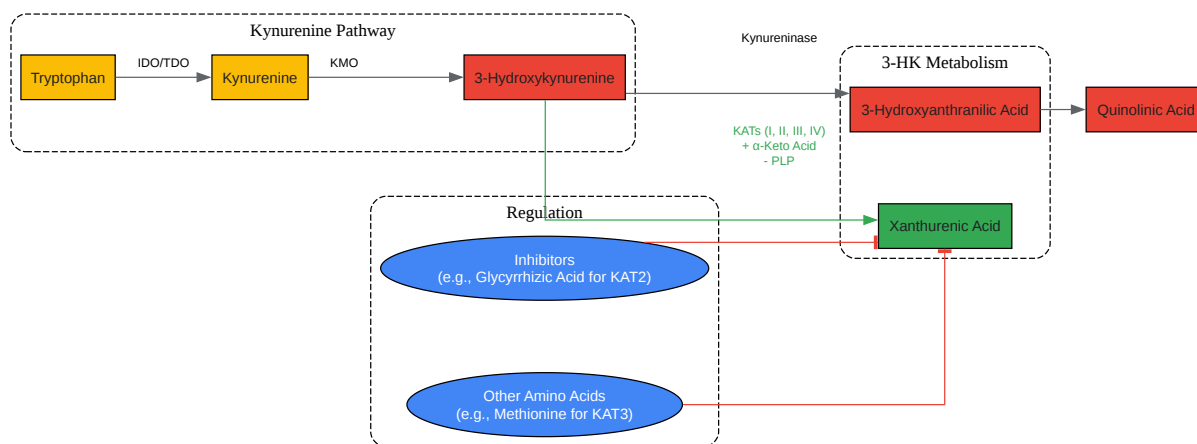 Kynurenine Pathway
Kynureninase
3-HK Metabolism
IDO/TDO
KMO
Tryptophan
Kynurenine
3-Hydroxykynurenine
3-Hydroxyanthranilic Acid
Quinolinic Acid
KATs (I, II, III, IV)
+ α-Keto Acid
- PLP
Regulation
Xanthurenic Acid
Inhibitors
(e.g., Glycyrrhizic Acid for KAT2)
Other Amino Acids
(e.g., Methionine for KAT3)